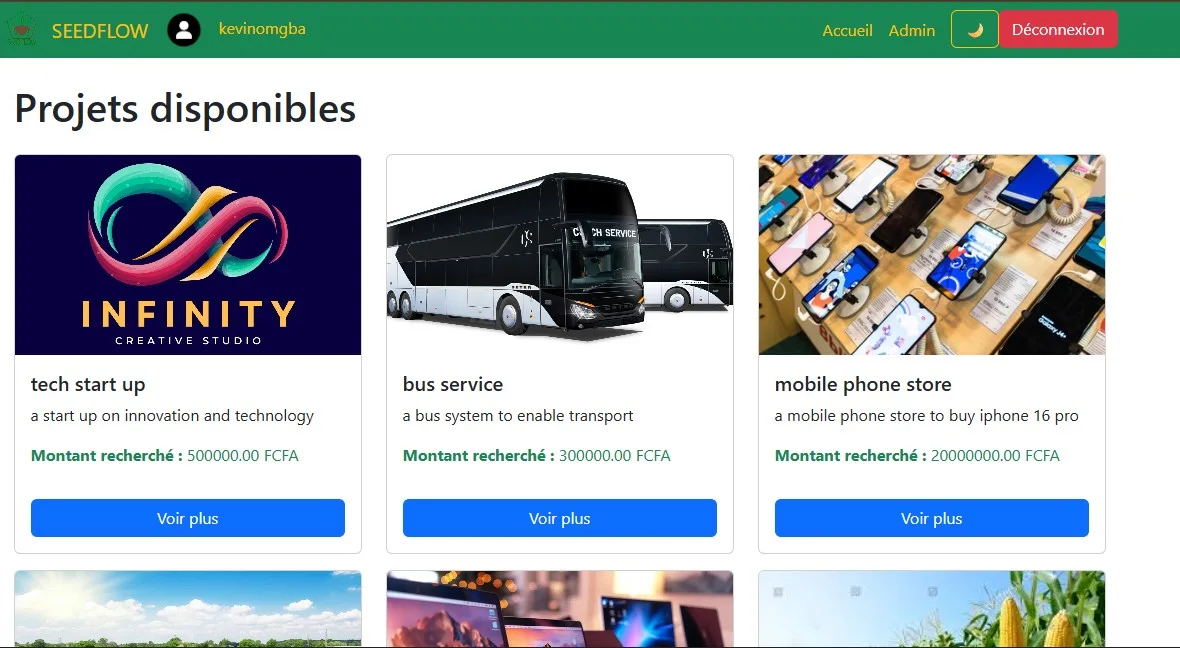 SEEDFLOW
kevinomgba
Accueil
Admin
Déconnexion
Projets disponibles
INFINITY
CREATIVE STUDIO
CH SERVICE
tech start up
a start up on innovation and technology
Montant recherché : 500000.00 FCFA
Voir plus
bus service
a bus system to enable transport
Montant recherché : 300000.00 FCFA
Voir plus
mobile phone store
a mobile phone store to buy iphone 16 pro
Montant recherché : 20000000.00 FCFA
Voir plus